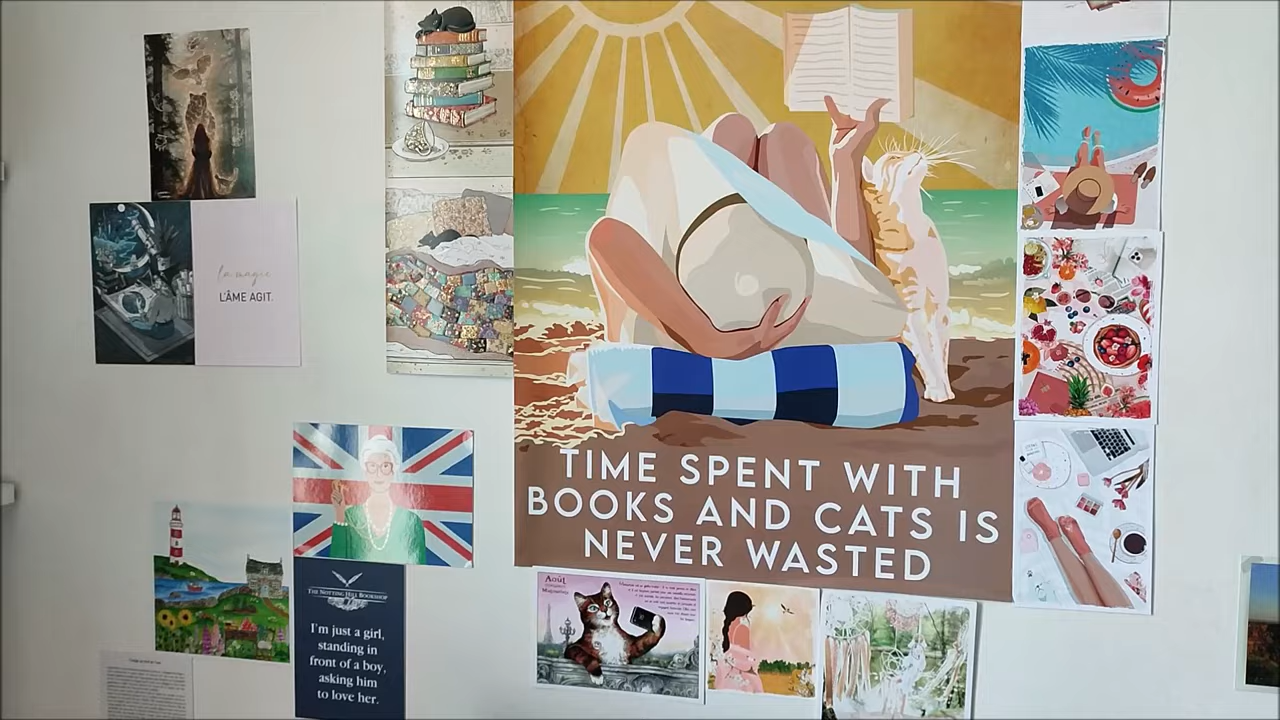 la magie
L'ÂME AGIT.
TIME SPENT WITH
BOOKS AND CATS IS
NEVER WASTED
THE NOTTING HILL BOOKSHOP
I'm just a girl,
standing in
front of a boy,
asking him
to love her.
Août